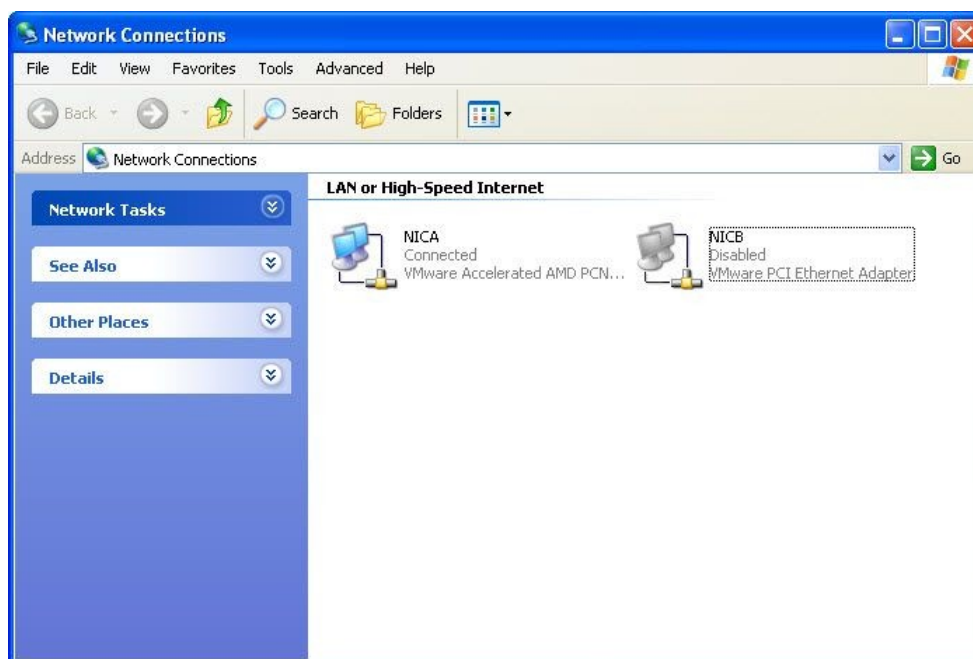 Network Connections
File Edit View Favorites Tools Advanced Help
Back Search Folders
Address Network Connections Go
Network Tasks
See Also
Other Places
Details
LAN or High-Speed Internet
NICA
Connected
VMware Accelerated AMD PCN...
NICB
Disabled
VMware PCI Ethernet Adapter